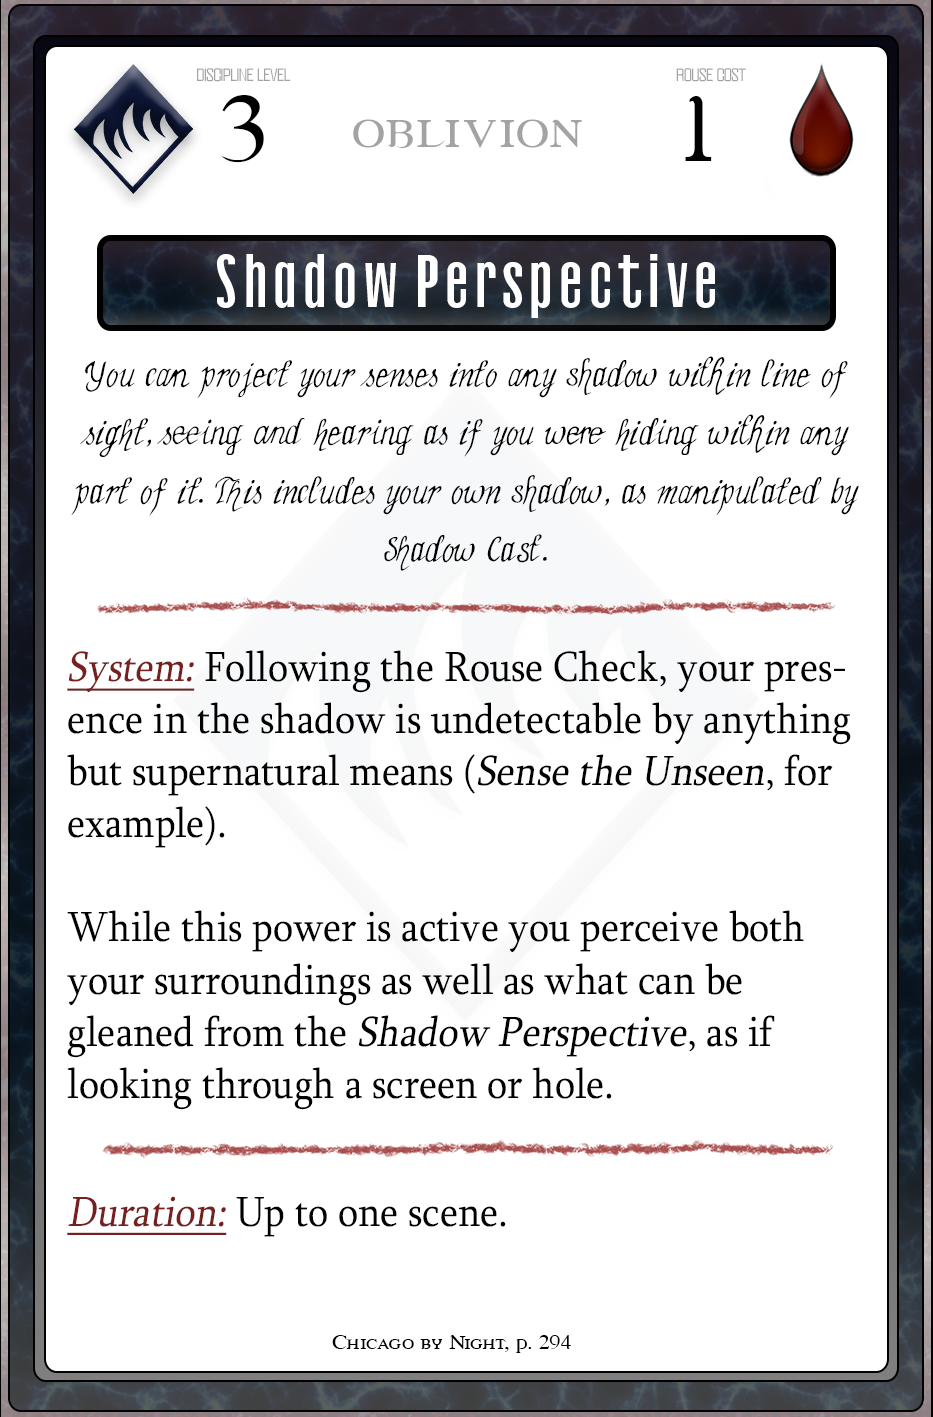 DISCIPLINE LEVEL
3
OBLIVION
ROUSE COST
1
Shadow Perspective
You can project your senses into any shadow within line of
sight, seeing and hearing as if you were hiding within any
part of it. This includes your own shadow, as manipulated by
Shadow Cast.
System: Following the Rouse Check, your pres-
ence in the shadow is undetectable by anything
but supernatural means (Sense the Unseen, for
example).
While this power is active you perceive both
your surroundings as well as what can be
gleaned from the Shadow Perspective, as if
looking through a screen or hole.
Duration: Up to one scene.
Chicago by Night, p. 294